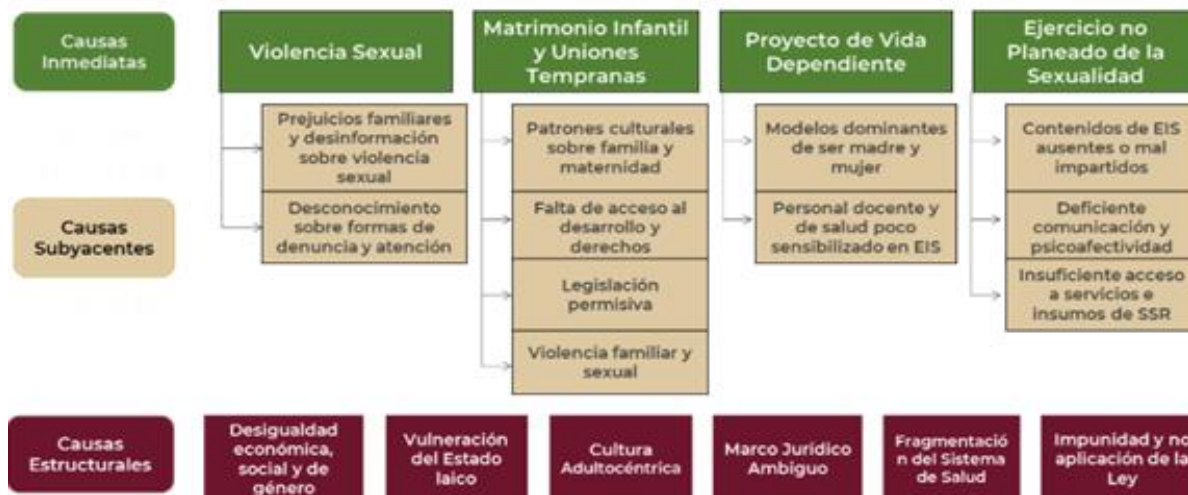 Causas
Inmediatas
Violencia Sexual
Matrimonio Infantil
y Uniones
Tempranas
Proyecto de Vida
Dependiente
Ejercicio no
Planeado de la
Sexualidad
Causas
Subyacentes
Prejuicios familiares
y desinformación
sobre violencia
sexual
Desconocimiento
sobre formas de
denuncia y atención
Patrones culturales
sobre familia y
maternidad
Falta de acceso al
desarrollo y
derechos
Legislación
permisiva
Violencia familiar y
sexual
Modelos dominantes
de ser madre y
mujer
Personal docente y
de salud poco
sensibilizado en EIS
Contenidos de EIS
ausentes o mal
impartidos
Deficiente
comunicación y
psicoafectividad
Insuficiente acceso
a servicios e
insumos de SSR
Causas
Estructurales
Desigualdad
económica,
social y de
género
Vulneración
del Estado
laico
Cultura
Adultocéntrica
Marco Jurídico
Ambiguo
Fragmentació
n del Sistema
de Salud
Impunidad y no
aplicación de la
Ley